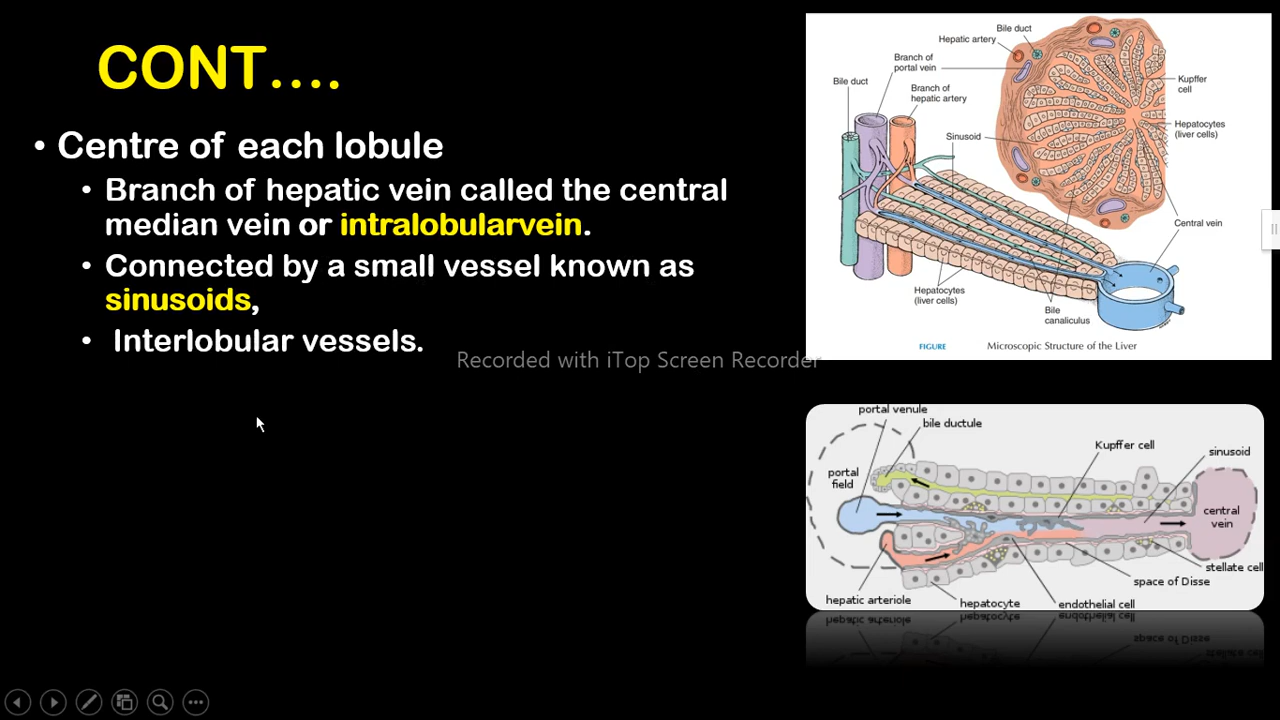 CONT....
• Centre of each lobule
• Branch of hepatic vein called the central
median vein or intralobularvein.
• Connected by a small vessel known as
sinusoids,
• Interlobular vessels.
Recorded with iTop Screen Recorder
Bile duct
Hepatic artery
Branch of
portal vein
Bile duct
Branch of
hepatic artery
Kupffer
cell
Sinusoid
Hepatocytes
(liver cells)
Central vein
Hepatocytes
(liver cells)
Bile
canaliculus
FIGURE Microscopic Structure of the Liver
portal venule
bile ductule
Kupffer cell
sinusoid
portal
field
central
vein
stellate cell
space of Disse
hepatic arteriole
hepatocyte
endothelial cell